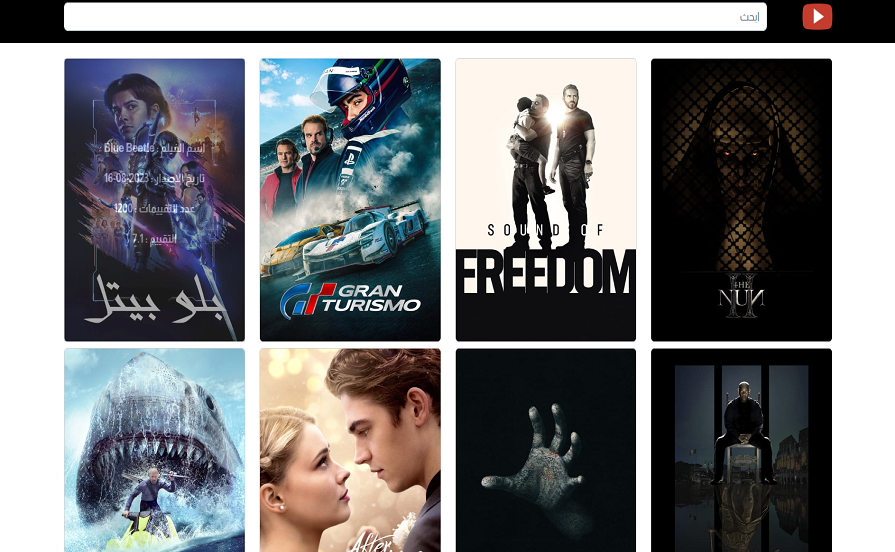 ابحث
اسم الفيلم : Blue Beetle
تاريخ الاصدار: 2023-08-16
عدد التقييمات : 1200
التقييم : 7.1
بلو بيتل
GRAN
TURISMO
SOUND OF
FREEDOM
THE
NUN
II
After